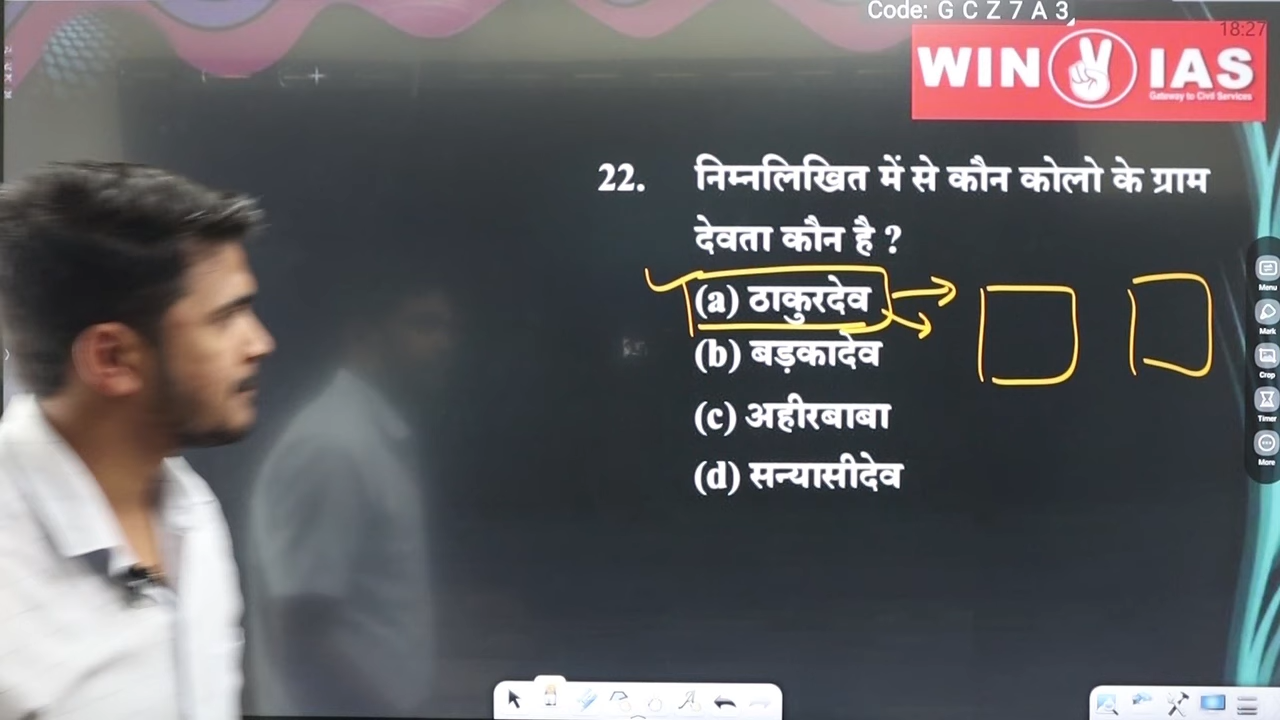 Code: G C Z 7 A 3
18:27
WIN IAS
Gateway to Civil Services
22. निम्नलिखित में से कौन कोलो के ग्राम
देवता कौन है ?
(a) ठाकुरदेव
(b) बड़कादेव
(c) अहीरबाबा
(d) सन्यासीदेव
Menu
Mark
Crop
Timer
More